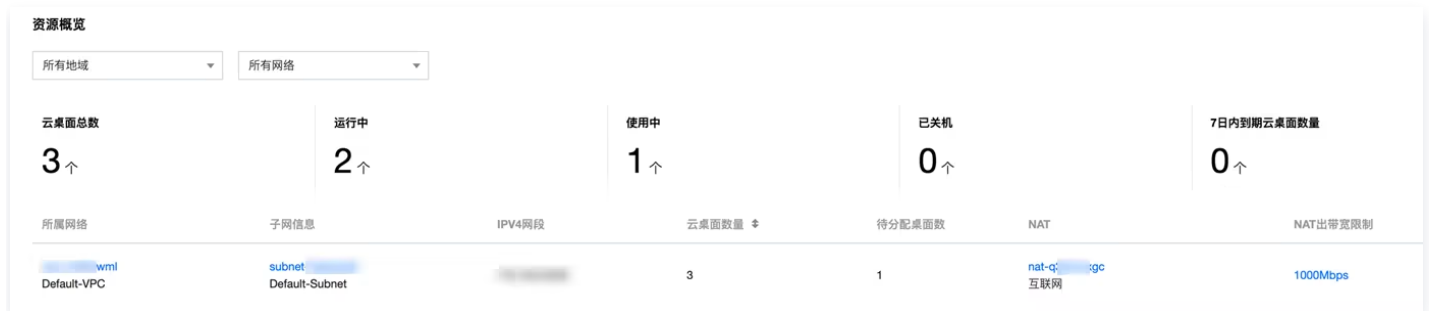 资源概览
所有地域 所有网络
云桌面总数 运行中 使用中 已关机 7日内到期云桌面数量
3个 2个 1个 0个 0个
所属网络 子网信息 IPV4网段 云桌面数量 待分配桌面数 NAT NAT出带宽限制
wml subnet 3 1 nat-q kgc 1000Mbps
Default-VPC Default-Subnet 互联网